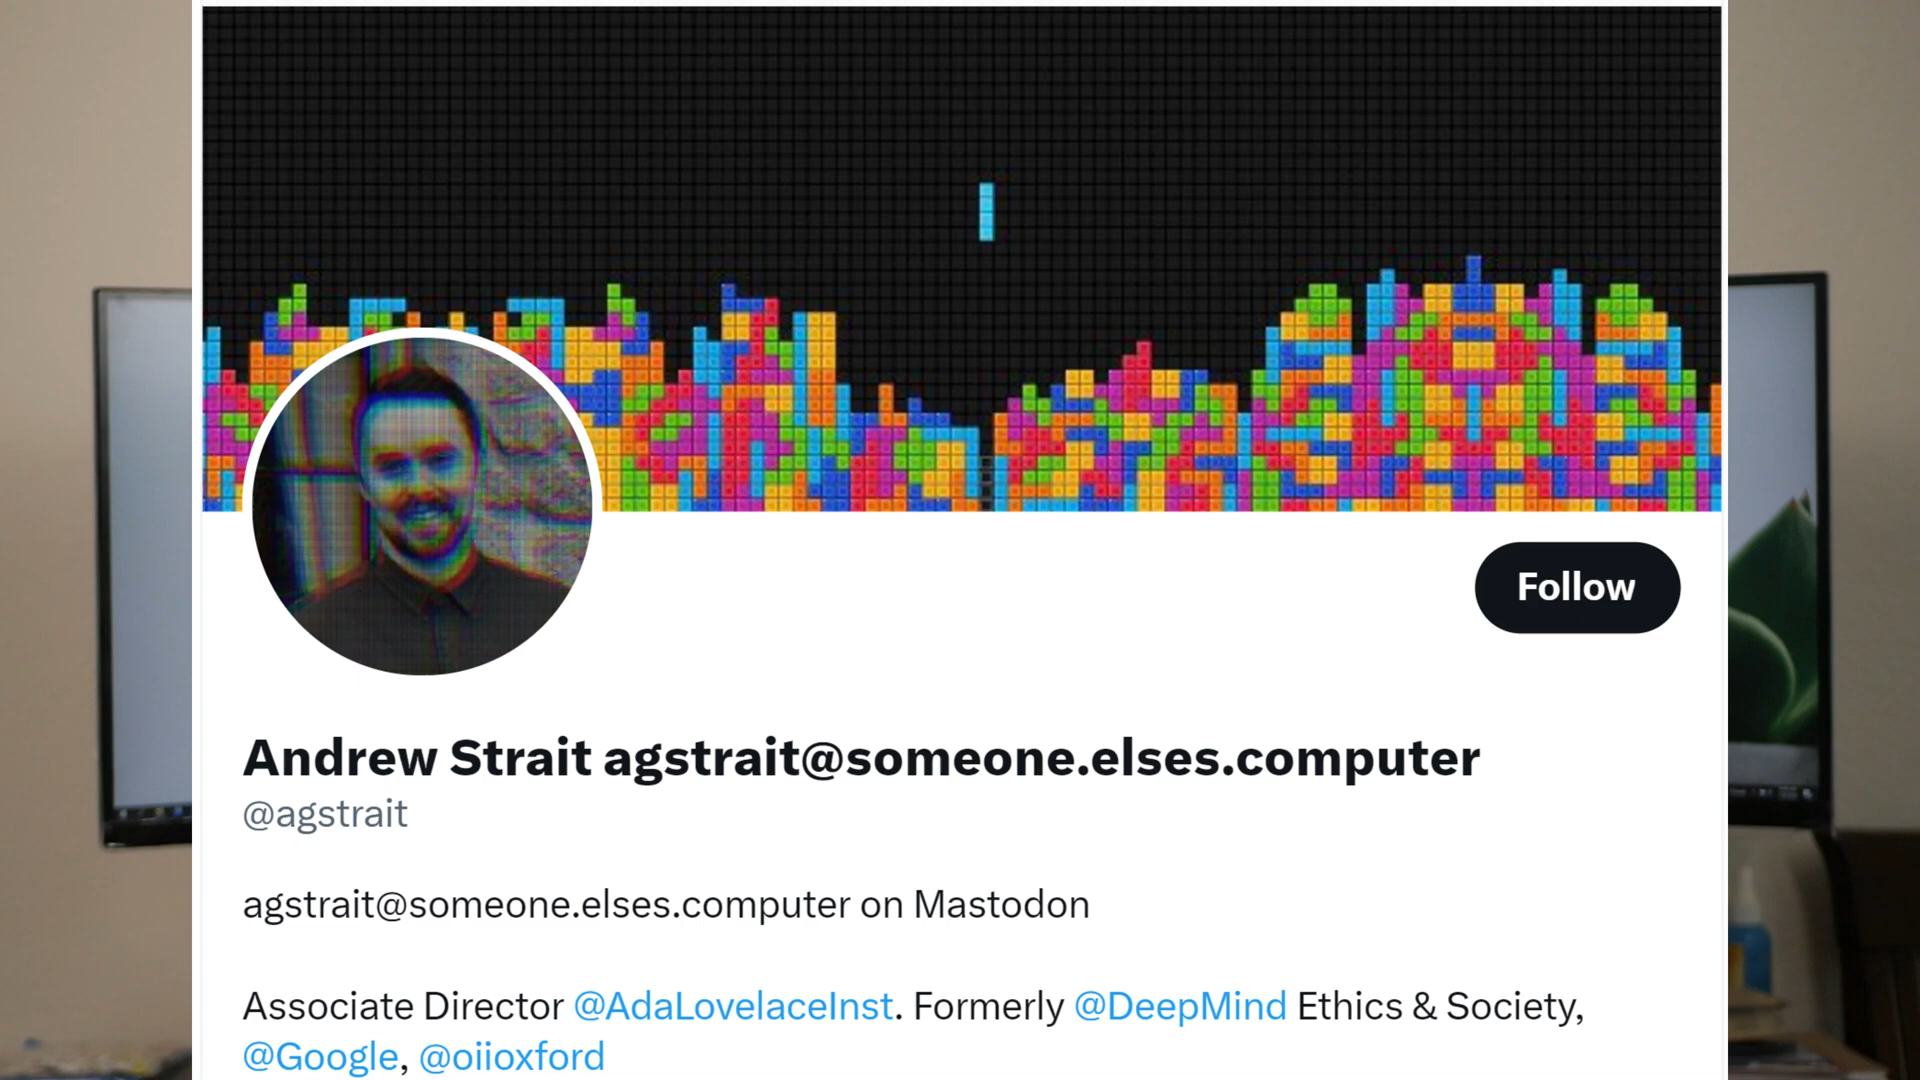 Follow
Andrew Strait agstrait@someone.elses.computer
@agstrait
agstrait@someone.elses.computer on Mastodon
Associate Director @AdaLovelaceInst. Formerly @DeepMind Ethics & Society,
@Google, @oiioxford